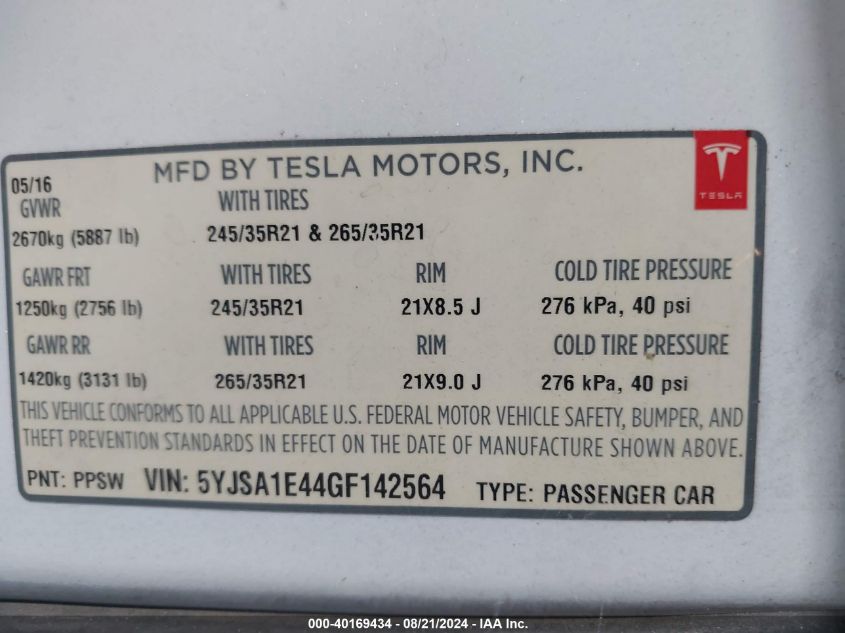 MFD BY TESLA MOTORS, INC.
TESLA
05/16
GVWR WITH TIRES
2670kg (5887 lb) 245/35R21 & 265/35R21
GAWR FRT WITH TIRES RIM COLD TIRE PRESSURE
1250kg (2756 lb) 245/35R21 21X8.5 J 276 kPa, 40 psi
GAWR RR WITH TIRES RIM COLD TIRE PRESSURE
1420kg (3131 lb) 265/35R21 21X9.0 J 276 kPa, 40 psi
THIS VEHICLE CONFORMS TO ALL APPLICABLE U.S. FEDERAL MOTOR VEHICLE SAFETY, BUMPER, AND
THEFT PREVENTION STANDARDS IN EFFECT ON THE DATE OF MANUFACTURE SHOWN ABOVE.
PNT: PPSW VIN: 5YJSA1E44GF142564 TYPE: PASSENGER CAR
000-40169434 - 08/21/2024 - IAA Inc.